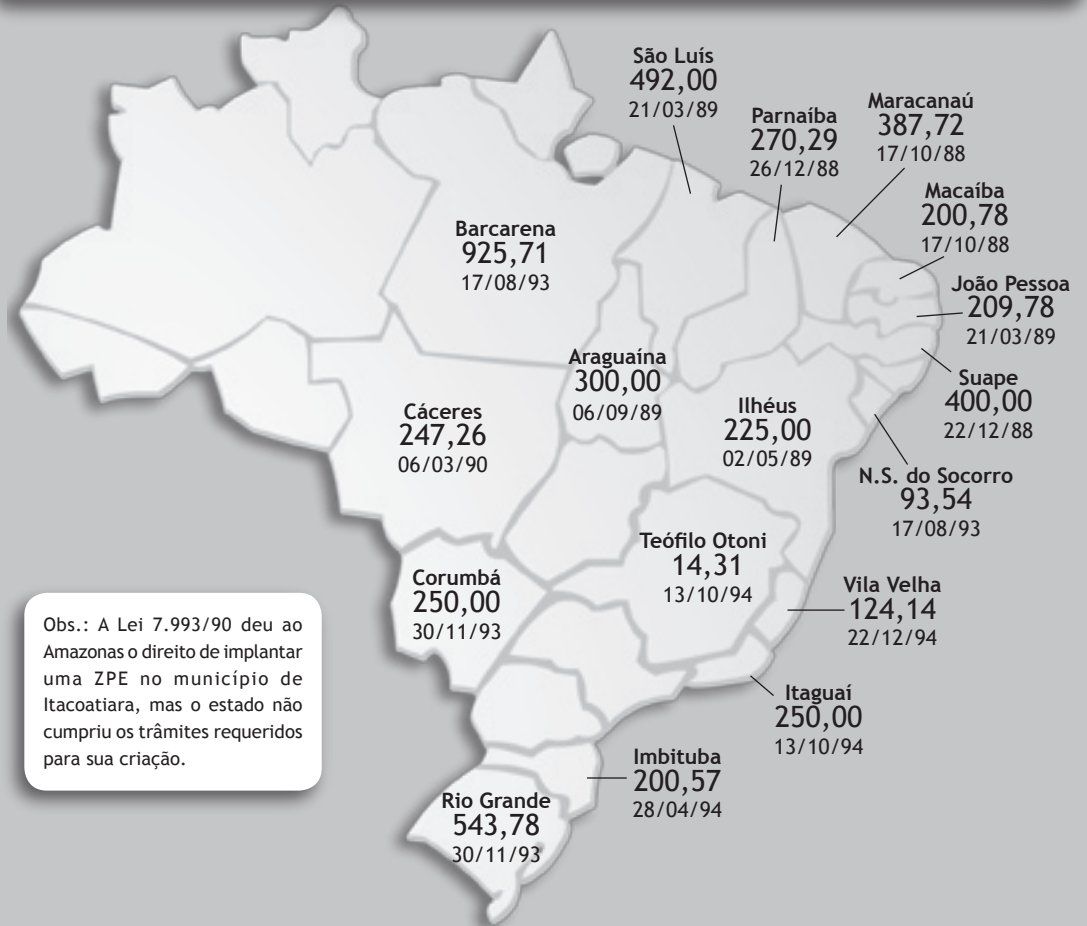 São Luís
492,00
21/03/89
Parnaíba
270,29
26/12/88
Maracanaú
387,72
17/10/88
Macaíba
200,78
17/10/88
João Pessoa
209,78
21/03/89
Suape
400,00
22/12/88
N.S. do Socorro
93,54
17/08/93
Barcarena
925,71
17/08/93
Araguaína
300,00
06/09/89
Ilhéus
225,00
02/05/89
Cáceres
247,26
06/03/90
Teófilo Otoni
14,31
13/10/94
Corumbá
250,00
30/11/93
Vila Velha
124,14
22/12/94
Itaguaí
250,00
13/10/94
Imbituba
200,57
28/04/94
Rio Grande
543,78
30/11/93
Obs.: A Lei 7.993/90 deu ao
Amazonas o direito de implantar
uma ZPE no município de
Itacoatiara, mas o estado não
cumpriu os trâmites requeridos
para sua criação.